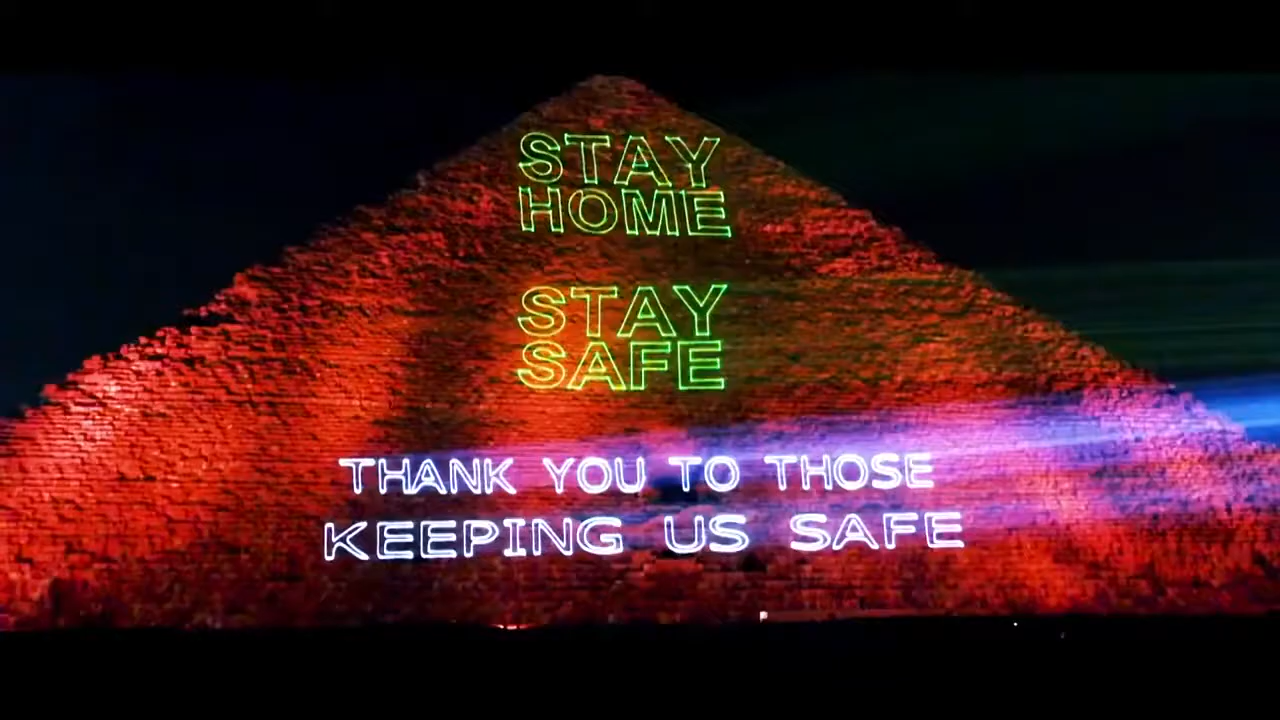 STAY
HOME
STAY
SAFE
THANK YOU TO THOSE
KEEPING US SAFE